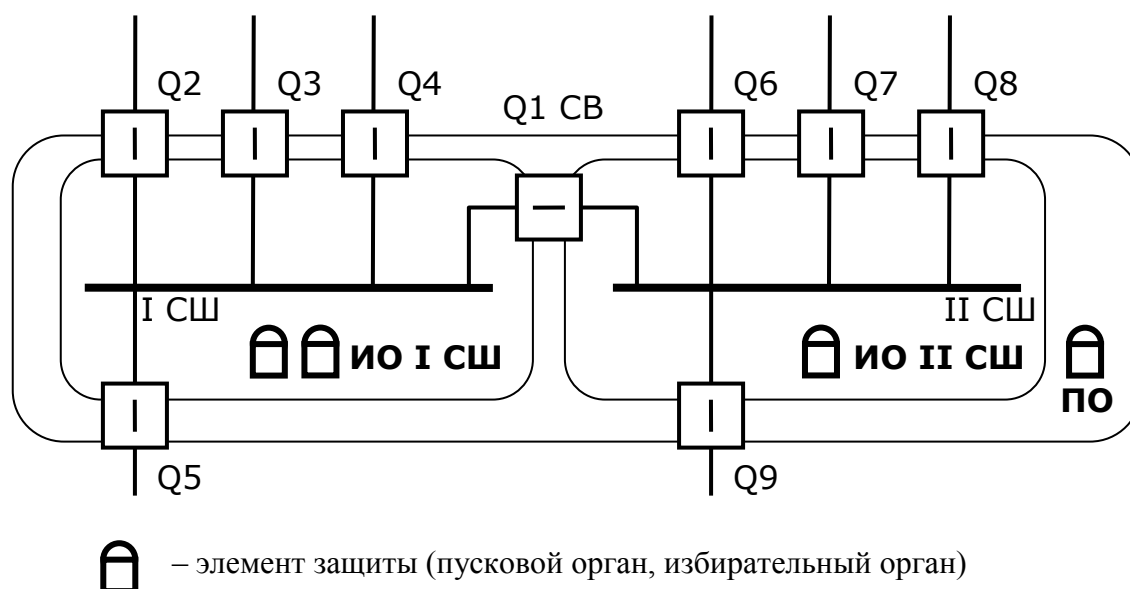 Q2 Q3 Q4 Q6 Q7 Q8
Q1 СВ
I СШ II СШ
ИО I СШ ИО II СШ
ПО
Q5 Q9
– элемент защиты (пусковой орган, избирательный орган)